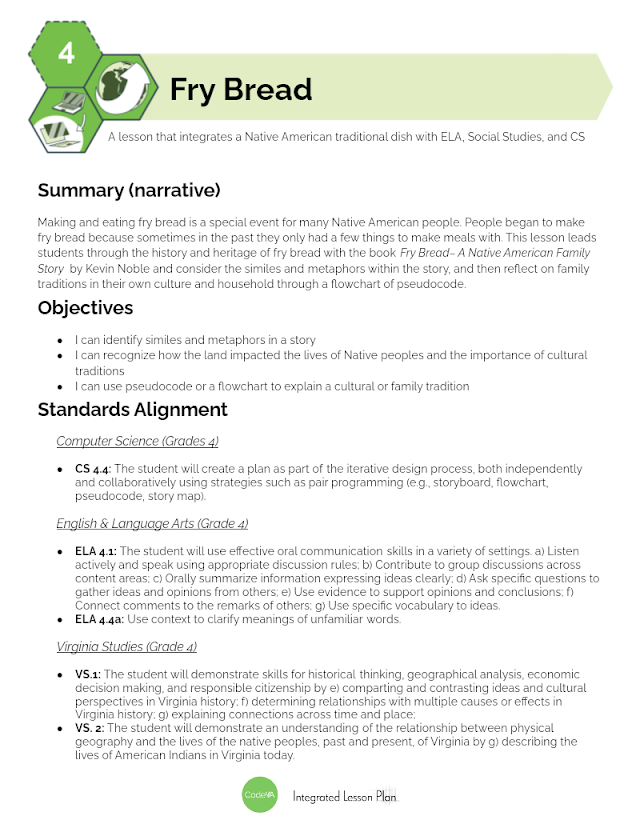 4
Fry Bread
A lesson that integrates a Native American traditional dish with ELA, Social Studies, and CS
Summary (narrative)
Making and eating fry bread is a special event for many Native American people. People began to make
fry bread because sometimes in the past they only had a few things to make meals with. This lesson leads
students through the history and heritage of fry bread with the book Fry Bread– A Native American Family
Story by Kevin Noble and consider the similes and metaphors within the story, and then reflect on family
traditions in their own culture and household through a flowchart of pseudocode.
Objectives
● I can identify similes and metaphors in a story
● I can recognize how the land impacted the lives of Native peoples and the importance of cultural
traditions
● I can use pseudocode or a flowchart to explain a cultural or family tradition
Standards Alignment
Computer Science (Grades 4)
● CS 4.4: The student will create a plan as part of the iterative design process, both independently
and collaboratively using strategies such as pair programming (e.g., storyboard, flowchart,
pseudocode, story map).
English & Language Arts (Grade 4)
● ELA 4.1: The student will use effective oral communication skills in a variety of settings. a) Listen
actively and speak using appropriate discussion rules; b) Contribute to group discussions across
content areas; c) Orally summarize information expressing ideas clearly; d) Ask specific questions to
gather ideas and opinions from others; e) Use evidence to support opinions and conclusions; f)
Connect comments to the remarks of others; g) Use specific vocabulary to ideas.
● ELA 4.4a: Use context to clarify meanings of unfamiliar words.
Virginia Studies (Grade 4)
● VS.1: The student will demonstrate skills for historical thinking, geographical analysis, economic
decision making, and responsible citizenship by e) comparting and contrasting ideas and cultural
perspectives in Virginia history; f) determining relationships with multiple causes or effects in
Virginia history; g) explaining connections across time and place;
● VS. 2: The student will demonstrate an understanding of the relationship between physical
geography and the lives of the native peoples, past and present, of Virginia by g) describing the
lives of American Indians in Virginia today.
CodeVA Integrated Lesson Plan